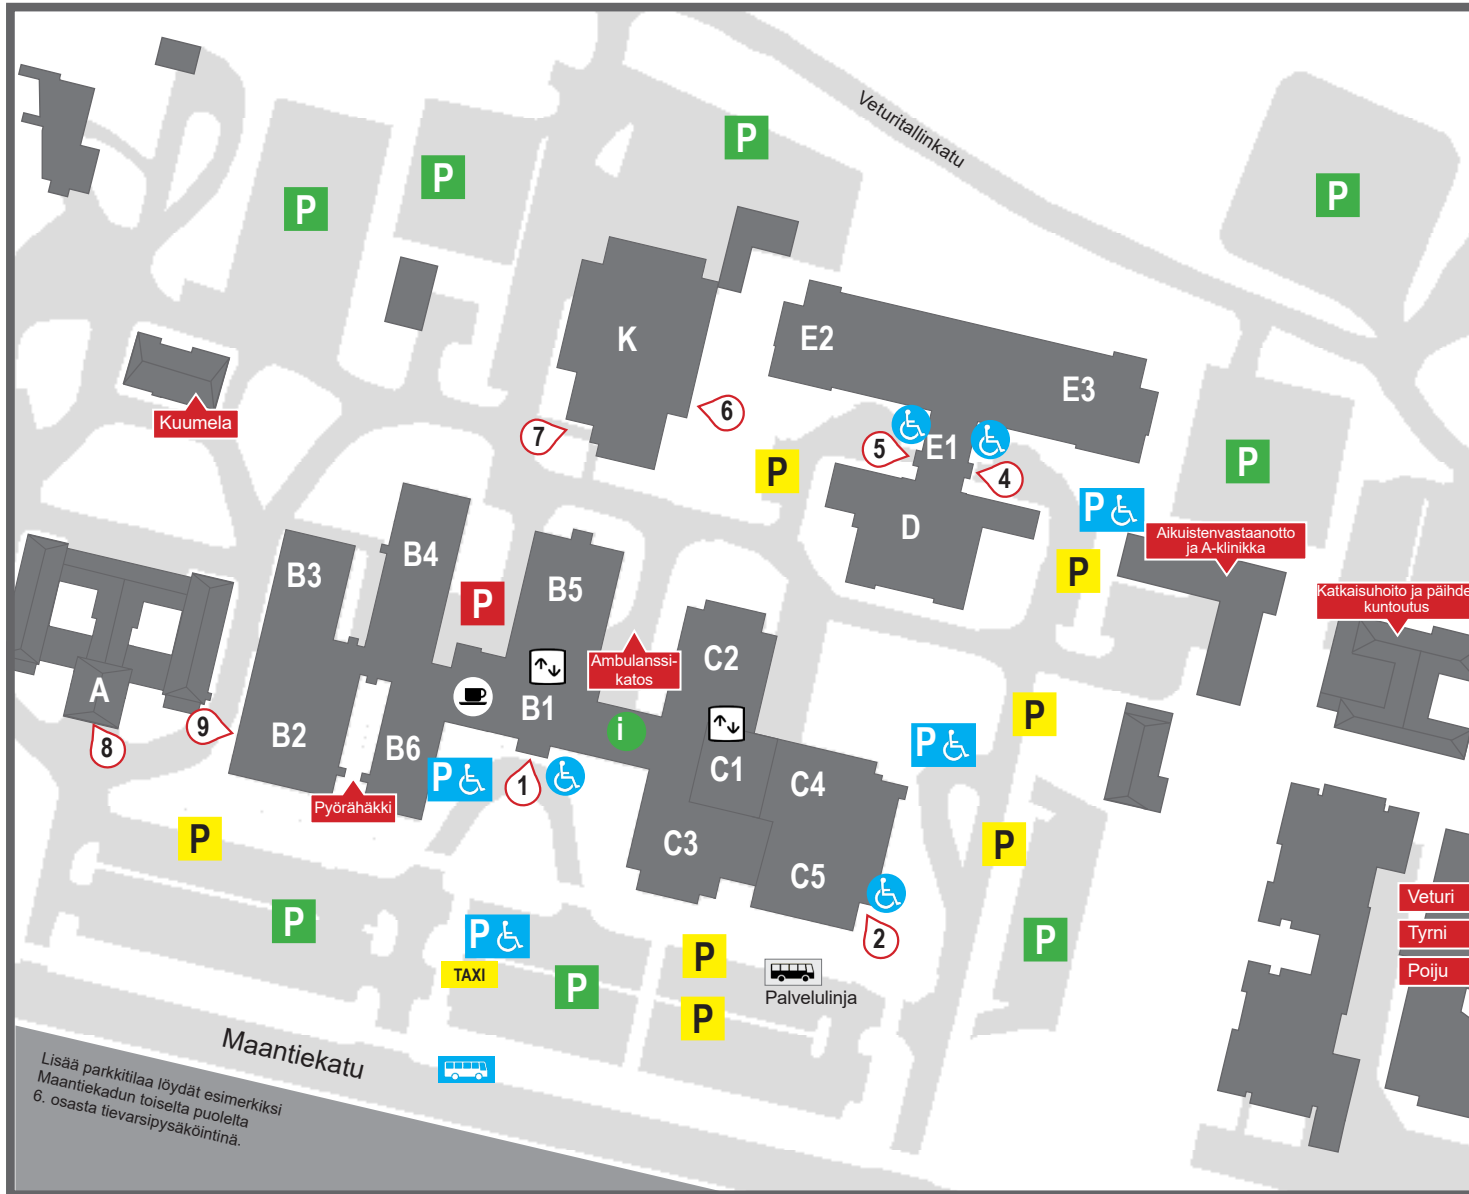 Veturitallinkatu
P
P
P
P
K
E2
E3
Kuumela
6
7
5
E1
4
P
P
P
D
Aikuistenvastaanotto
ja A-klinikka
B4
B3
B5
P
P
Katkaisuhoito ja päihde
kuntoutus
Ambulanssi-
katos
C2
A
B1
i
9
8
B2
B6
P
1
C1
C4
P
P
Pyörähäkki
P
C3
C5
P
2
Veturi
Tyrni
Poiju
P
P
TAXI
P
P
P
P
Palvelulinja
Maantiekatu
Lisää parkkitilaa löydät esimerkiksi
Maantiekadun toiselta puolelta
6. osasta tievarsipysäköintinä.